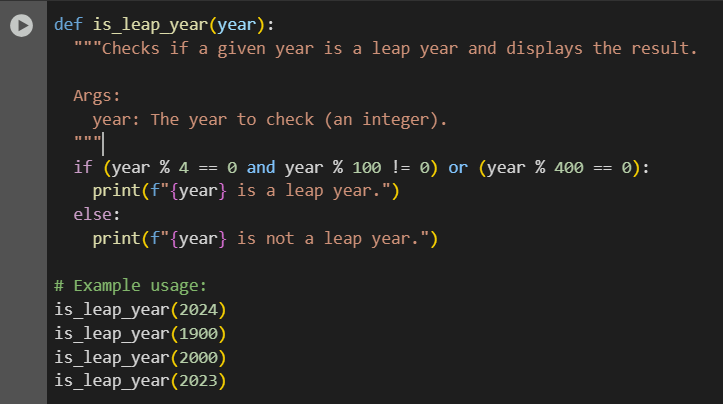 def is_leap_year(year):
  """Checks if a given year is a leap year and displays the result.

  Args:
    year: The year to check (an integer).
  """
  if (year % 4 == 0 and year % 100 != 0) or (year % 400 == 0):
    print(f"{year} is a leap year.")
  else:
    print(f"{year} is not a leap year.")

# Example usage:
is_leap_year(2024)
is_leap_year(1900)
is_leap_year(2000)
is_leap_year(2023)